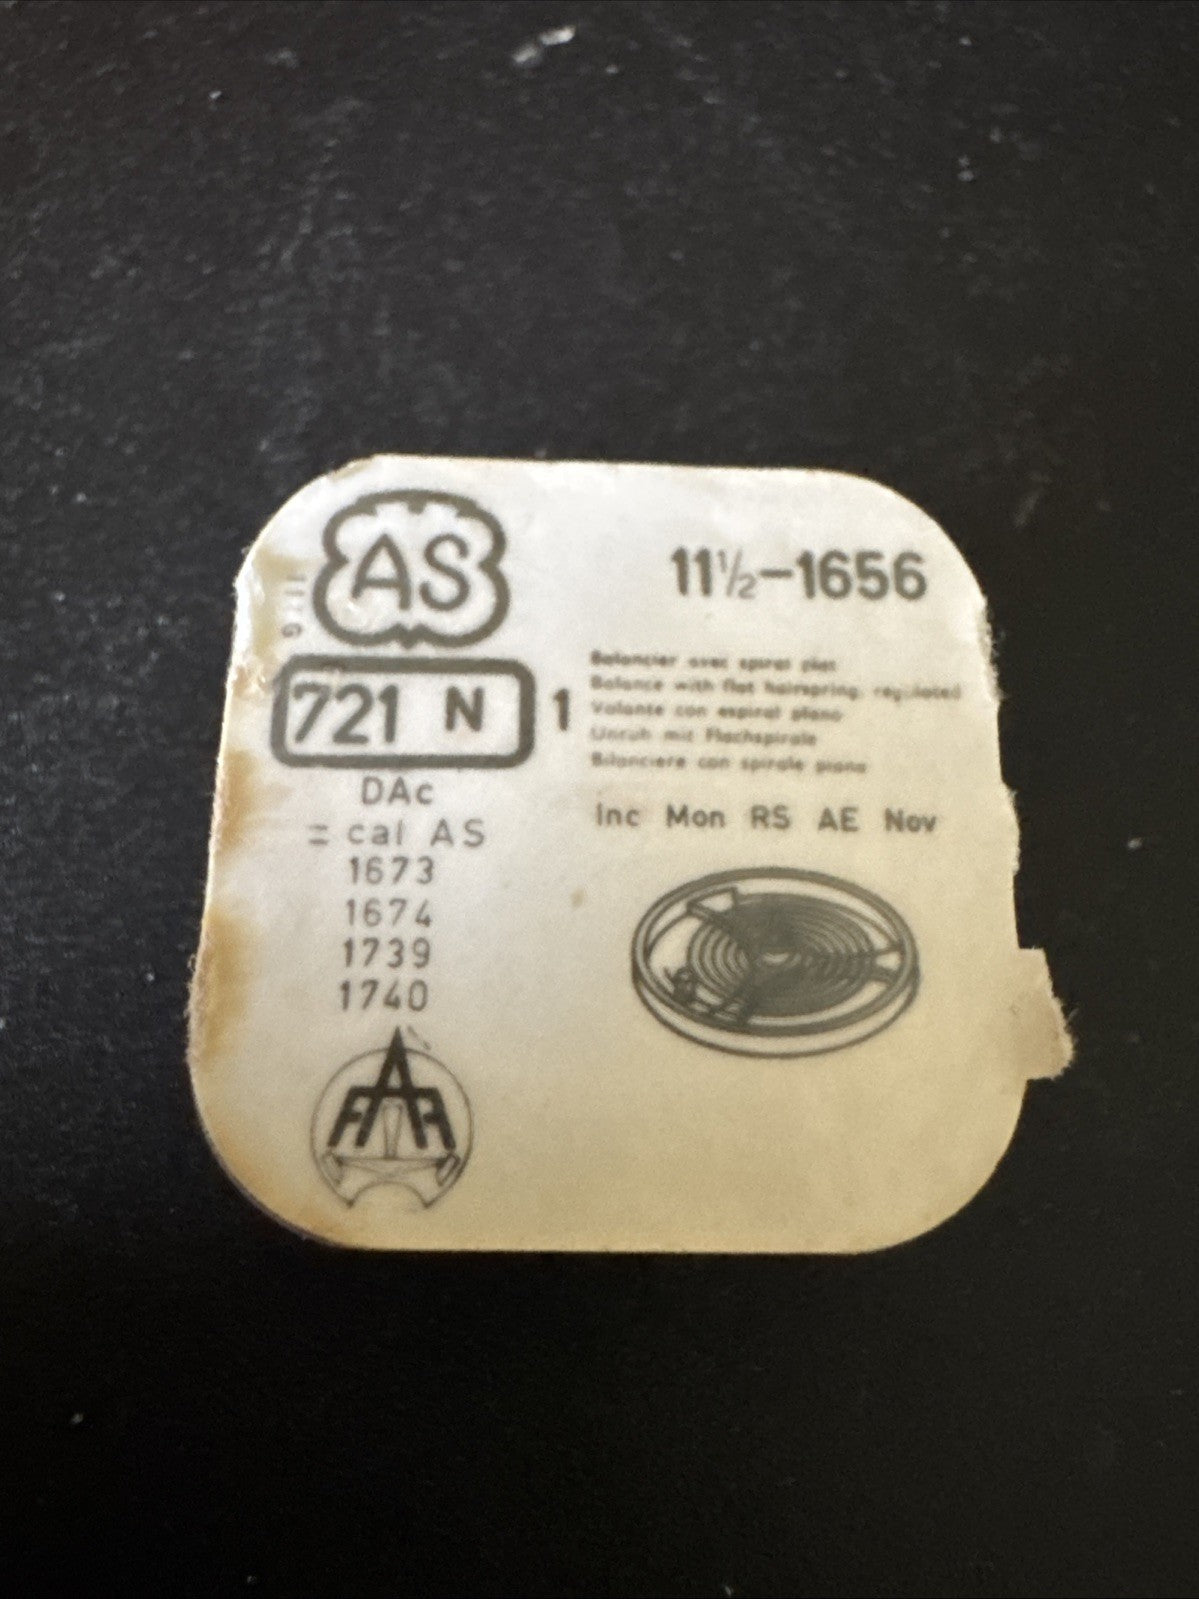 AS
11½–1656
721 N 1
Balancier avec spiral plat
Balance with flat hairspring, regulated
Volante con espiral plano
Unruh mit Flachspirale
Bilanciere con spirale piano
DAc
= cal AS
1673
1674
1739
1740
Inc Mon RS AE Nov